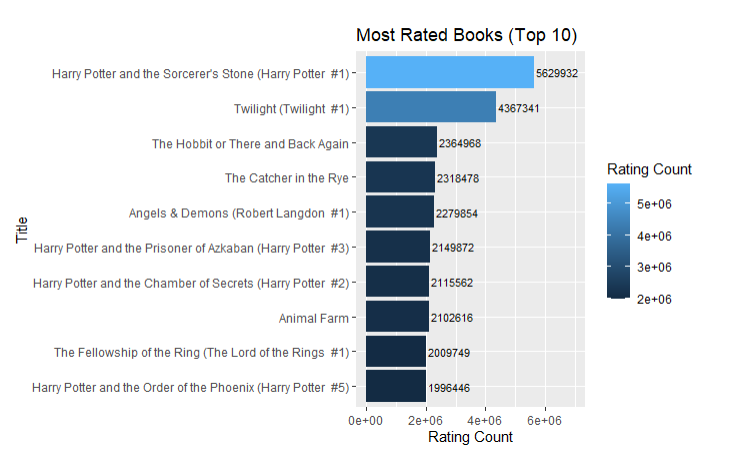 Most Rated Books (Top 10)
Harry Potter and the Sorcerer's Stone (Harry Potter #1) 5629932
Twilight (Twilight #1) 4367341
The Hobbit or There and Back Again 2364968
The Catcher in the Rye 2318478
Angels & Demons (Robert Langdon #1) 2279854
Harry Potter and the Prisoner of Azkaban (Harry Potter #3) 2149872
Harry Potter and the Chamber of Secrets (Harry Potter #2) 2115562
Animal Farm 2102616
The Fellowship of the Ring (The Lord of the Rings #1) 2009749
Harry Potter and the Order of the Phoenix (Harry Potter #5) 1996446
Title
0e+00 2e+06 4e+06 6e+06
Rating Count
Rating Count
5e+06
4e+06
3e+06
2e+06